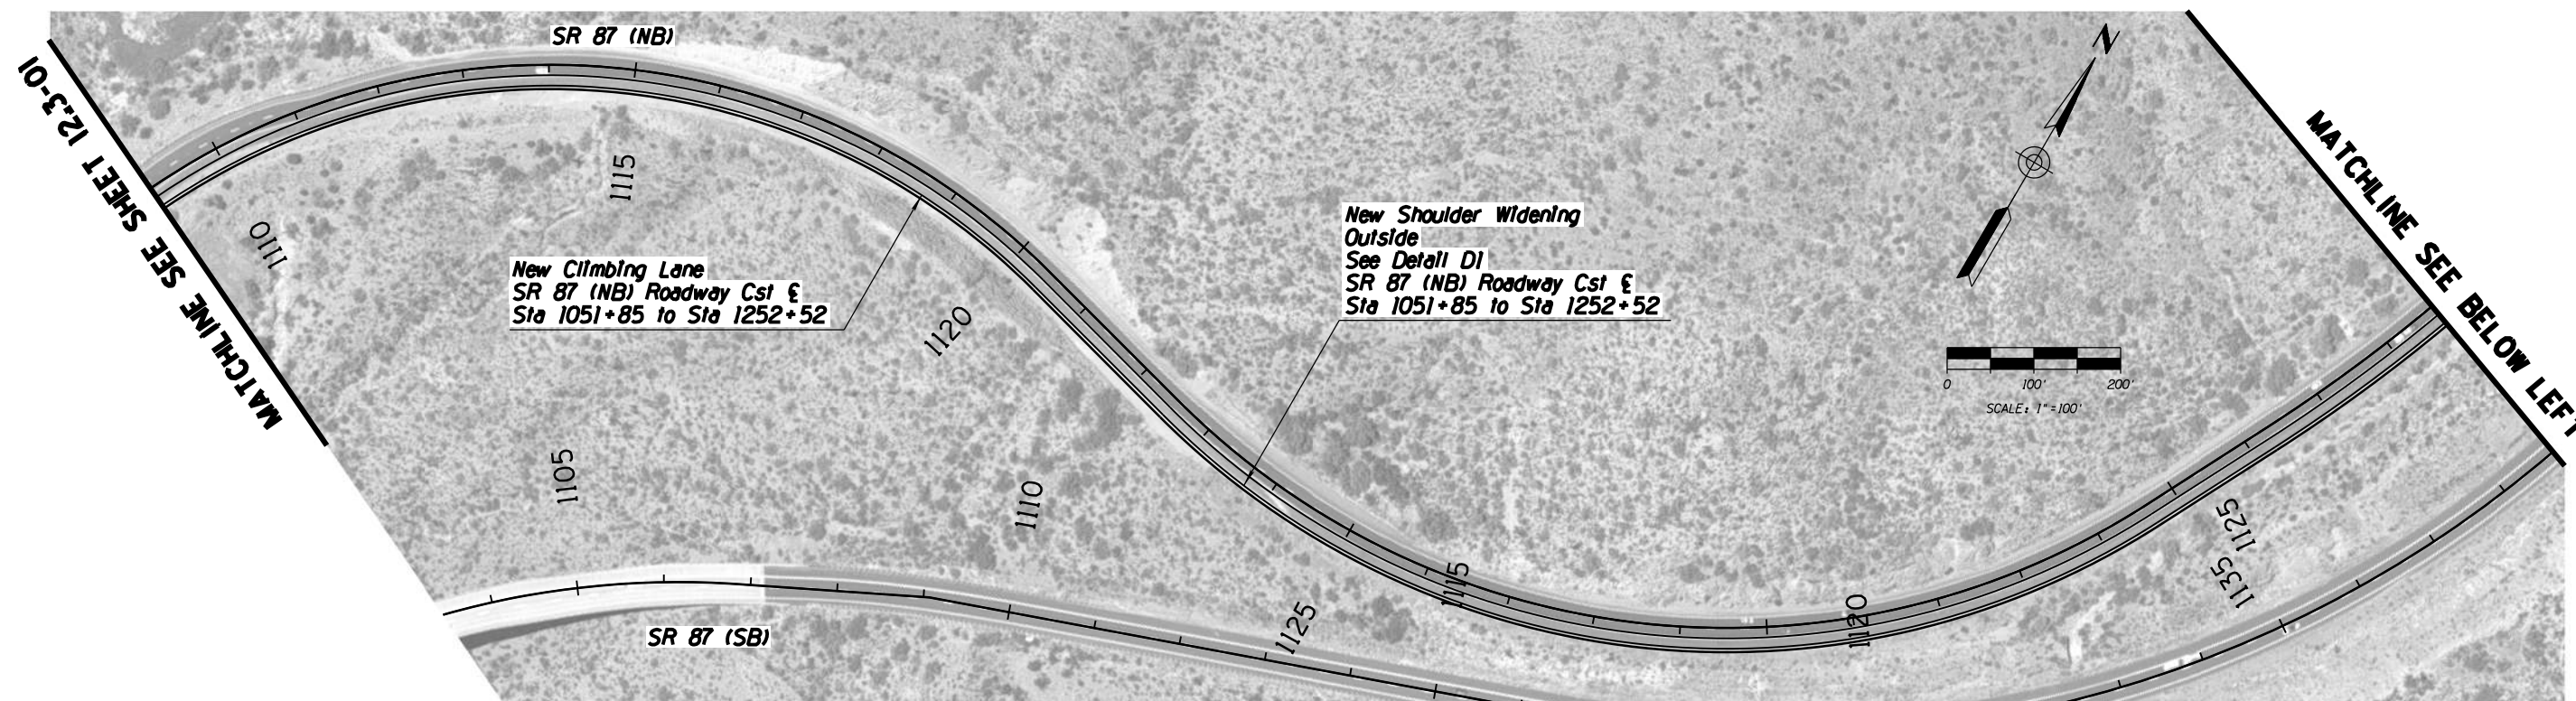 SR 87 (NB)
N
MATCHLINE SEE SHEET 12.3-01
MATCHLINE SEE BELOW LEFT
1115
1110
New Climbing Lane
SR 87 (NB) Roadway Cst ℄
Sta 1051+85 to Sta 1252+52
1120
New Shoulder Widening
Outside
See Detail D1
SR 87 (NB) Roadway Cst ℄
Sta 1051+85 to Sta 1252+52
0 100' 200'
SCALE: 1"=100'
1105
1110
1125
1135
1115
1120
1125
SR 87 (SB)